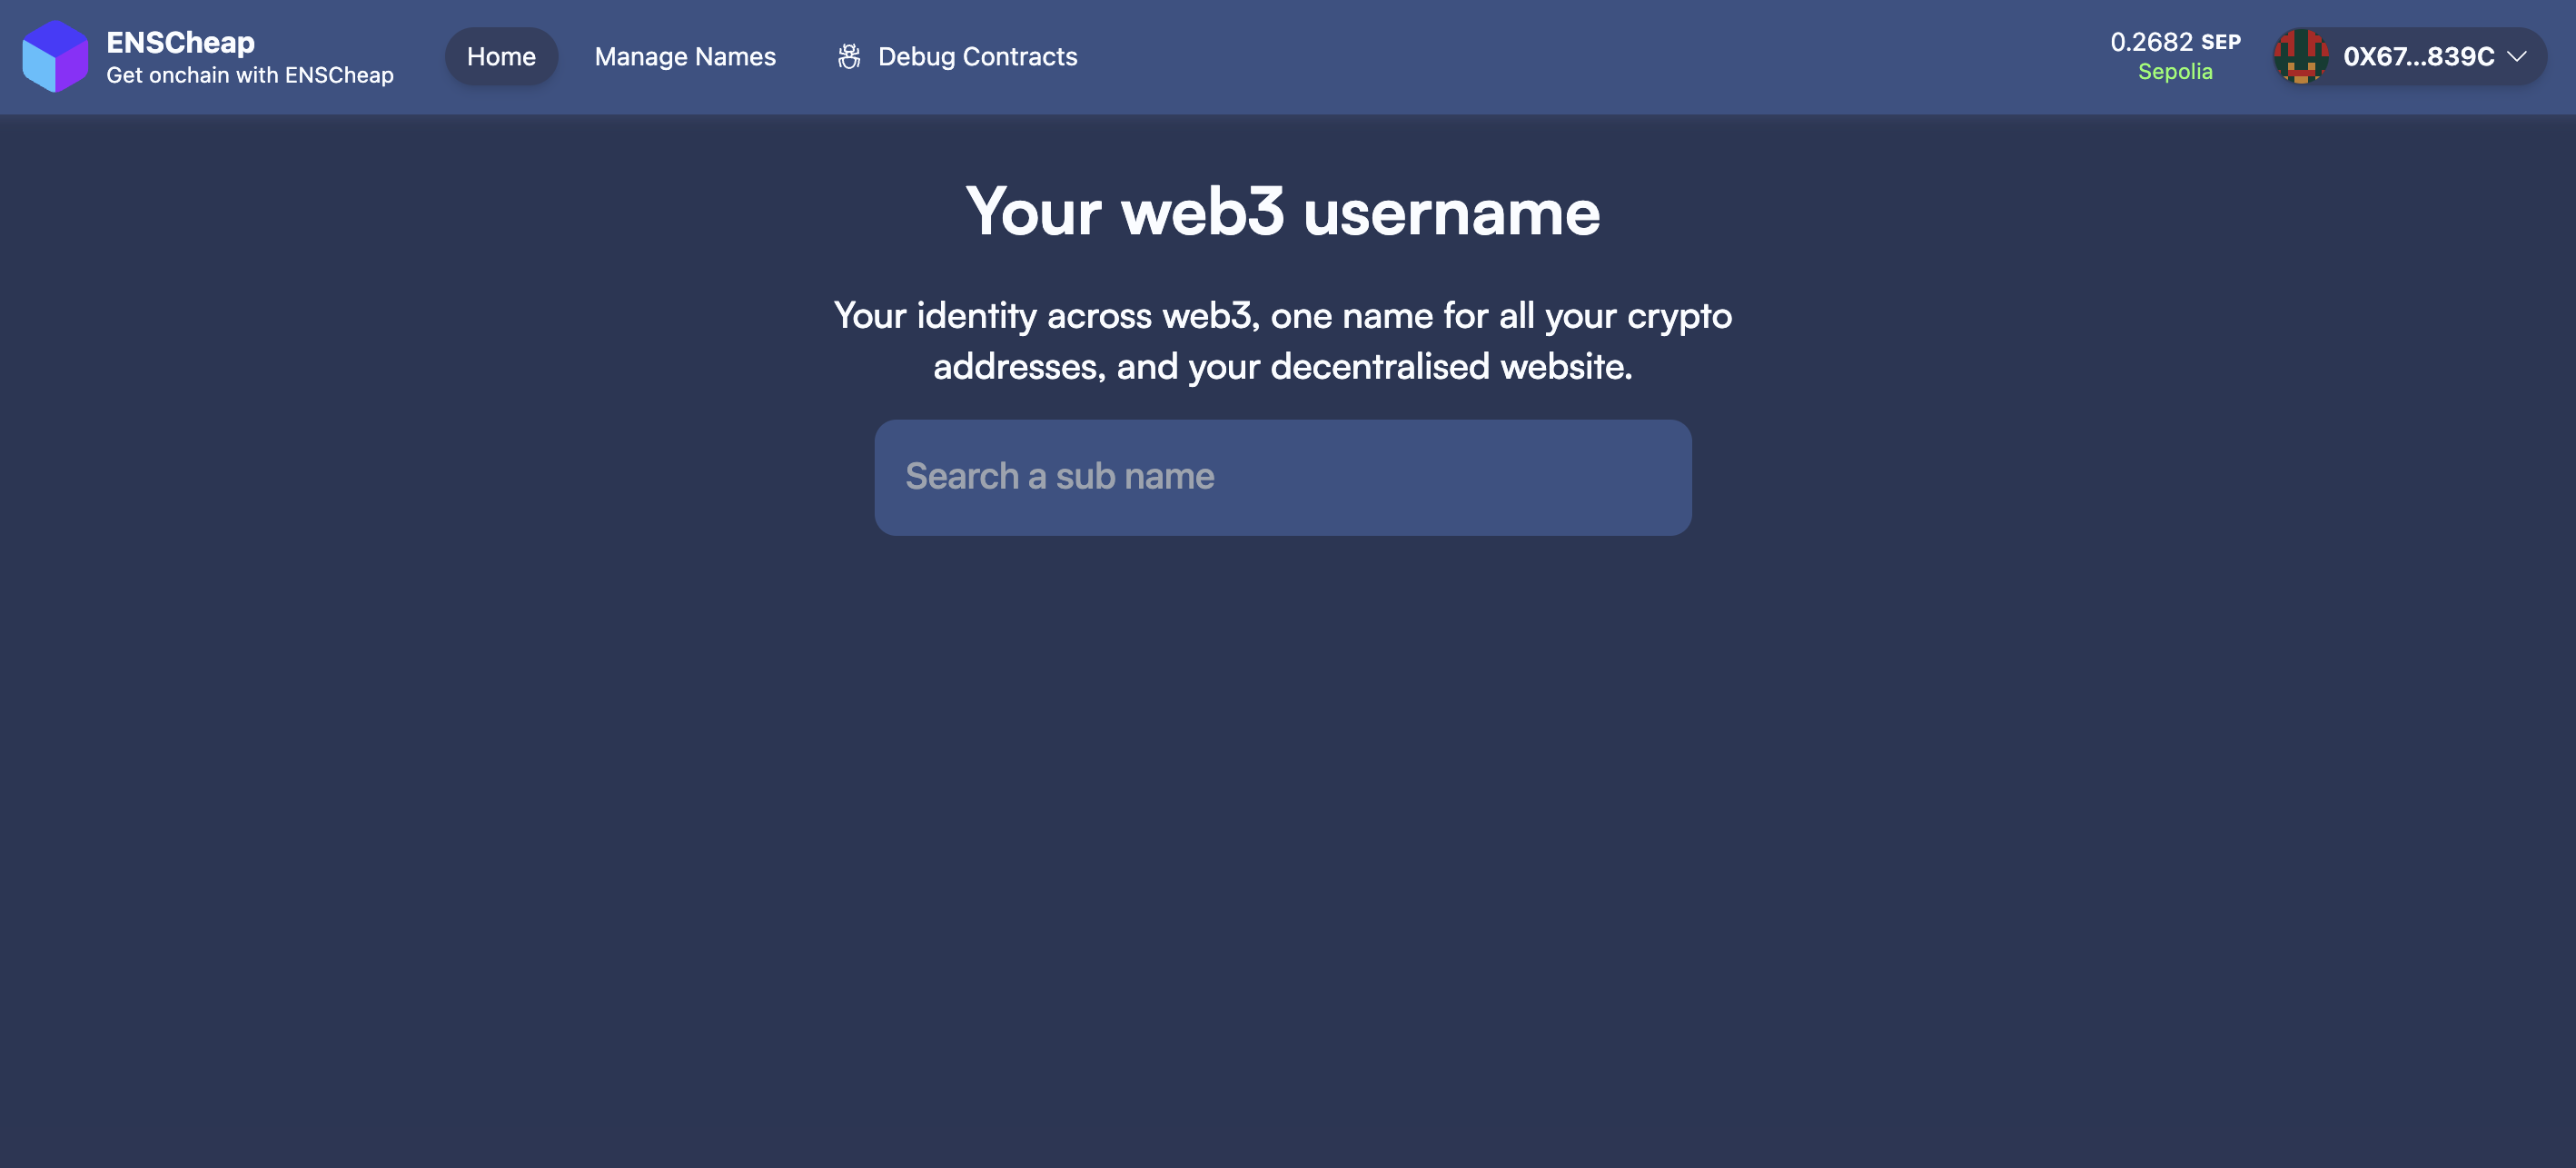 ENSCheap
Get onchain with ENSCheap
Home
Manage Names
Debug Contracts
0.2682 SEP
Sepolia
0X67...839C
Your web3 username
Your identity across web3, one name for all your crypto
addresses, and your decentralised website.
Search a sub name